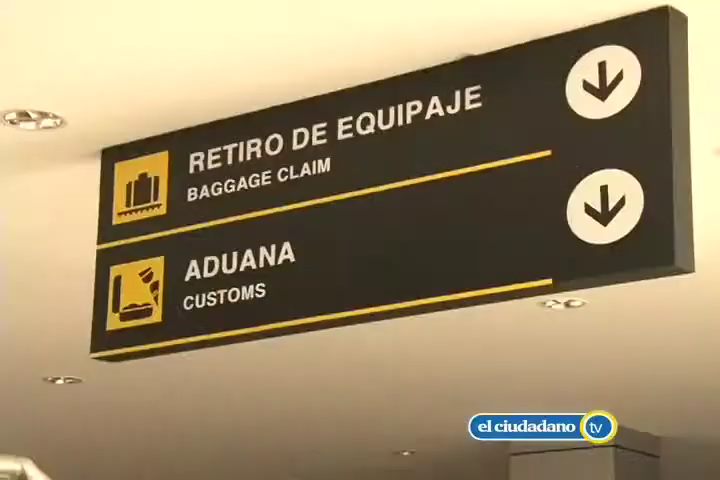 RETIRO DE EQUIPAJE
BAGGAGE CLAIM
ADUANA
CUSTOMS
el ciudadano tv